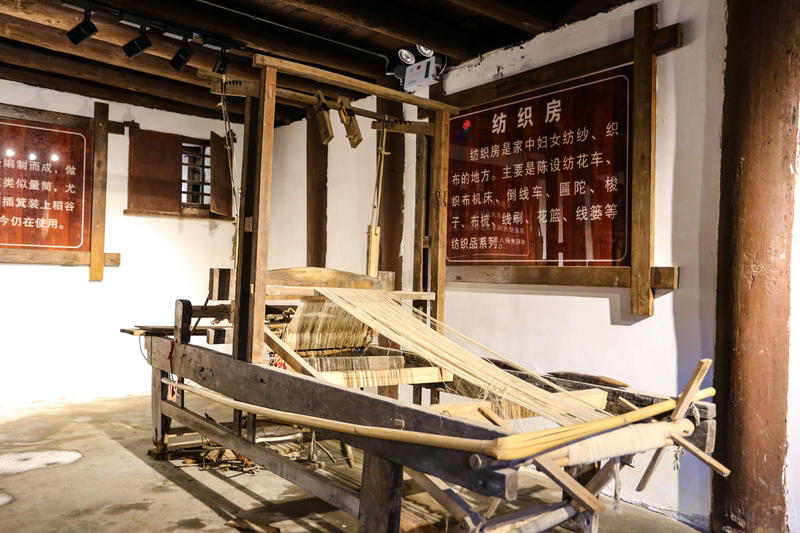 编制而成,做
类似量筒,尤
插箕装上稻谷
今仍在使用。
纺织房
纺织房是家中妇女纺纱、织
布的地方。主要是陈设纺花车、
织布机床、倒线车、匾陀、梭
子、布梳、线刷、花篮、线篓等
纺织品系列。